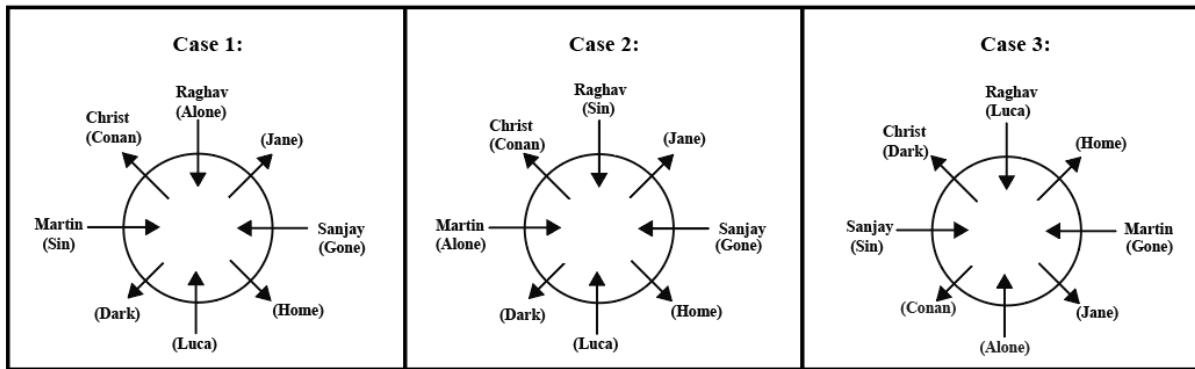 Case 1:
Raghav
(Alone)
Christ
(Conan)
(Jane)
Martin
(Sin)
Sanjay
(Gone)
(Dark)
(Home)
(Luca)
Case 2:
Raghav
(Sin)
Christ
(Conan)
(Jane)
Martin
(Alone)
Sanjay
(Gone)
(Dark)
(Home)
(Luca)
Case 3:
Raghav
(Luca)
Christ
(Dark)
(Home)
Sanjay
(Sin)
Martin
(Gone)
(Conan)
(Jane)
(Alone)